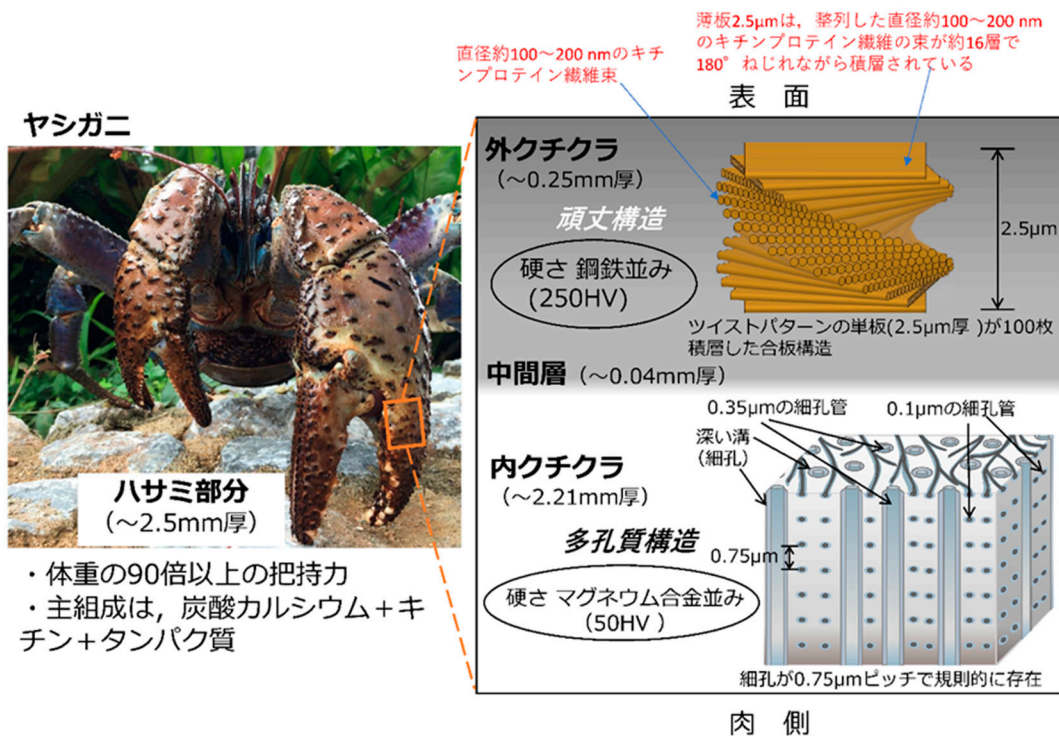 薄板2.5μmは，整列した直径約100～200 nm
のキチンプロテイン繊維の束が約16層で
180°ねじれながら積層されている
直径約100～200 nmのキチ
ンプロテイン繊維束
表 面
ヤシガニ
外クチクラ
（～0.25mm厚）
頑丈構造
硬さ 鋼鉄並み
(250HV)
2.5μm
ツイストパターンの単板(2.5μm厚 )が100枚
積層した合板構造
中間層（～0.04mm厚）
0.35μmの細孔管
0.1μmの細孔管
深い溝
（細孔）
内クチクラ
（～2.21mm厚）
多孔質構造
0.75μm
硬さ マグネウム合金並み
(50HV )
細孔が0.75μmピッチで規則的に存在
ハサミ部分
（～2.5mm厚）
・体重の90倍以上の把持力
・主組成は，炭酸カルシウム＋キ
チン＋タンパク質
肉 側